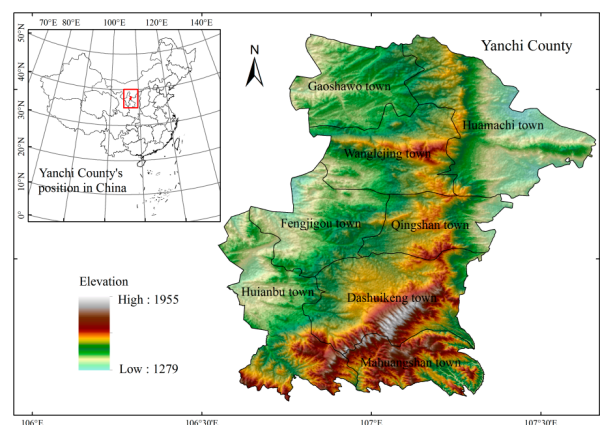 70°E 80°E 100°E 120°E 140°E
50°N
40°N
30°N
20°N
10°N
0°
Yanchi County's
position in China
N
Yanchi County
Gaoshawo town
Huamachi town
Wanglejing town
Fengjigou town
Qingshan town
Huianbu town
Dashuikeng town
Mahuangshan town
Elevation
High : 1955
Low : 1279
106°E 106°30'E 107°E 107°30'E